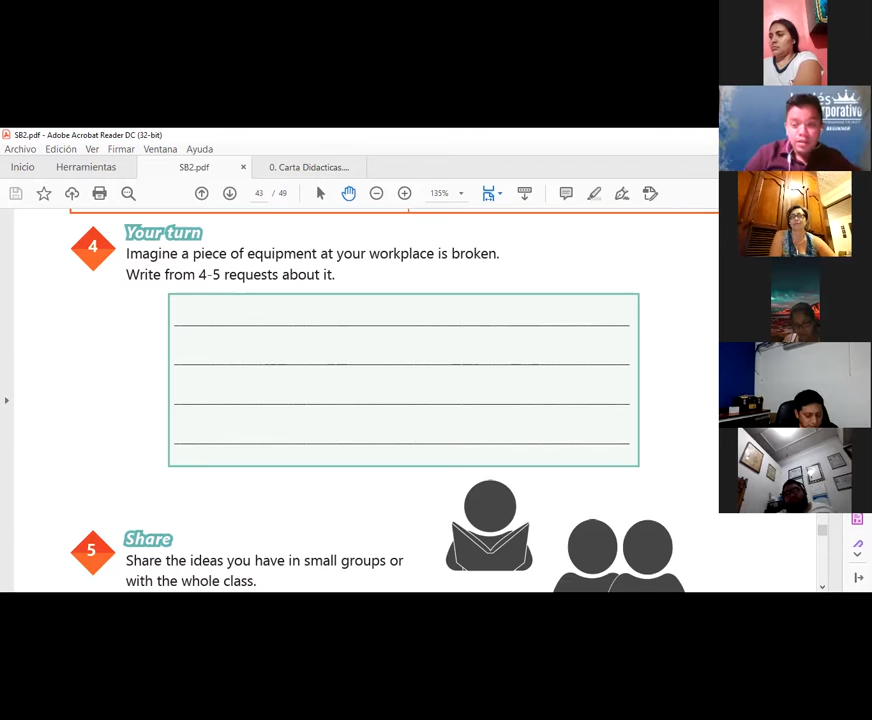 SB2.pdf - Adobe Acrobat Reader DC (32-bit)
Archivo Edición Ver Firmar Ventana Ayuda
Inicio Herramientas SB2.pdf × 0. Carta Didacticas....
43 / 49 135%
4 Your turn
Imagine a piece of equipment at your workplace is broken.
Write from 4-5 requests about it.
5 Share
Share the ideas you have in small groups or
with the whole class.
BEGINNER